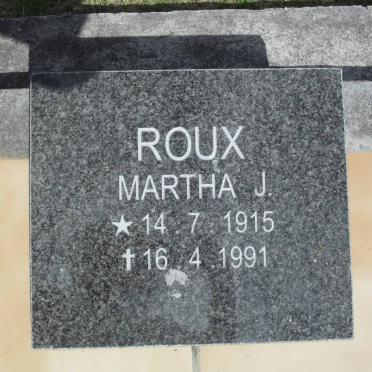 ROUX
MARTHA J.
★ 14 . 7 . 1915
✝ 16 . 4 . 1991